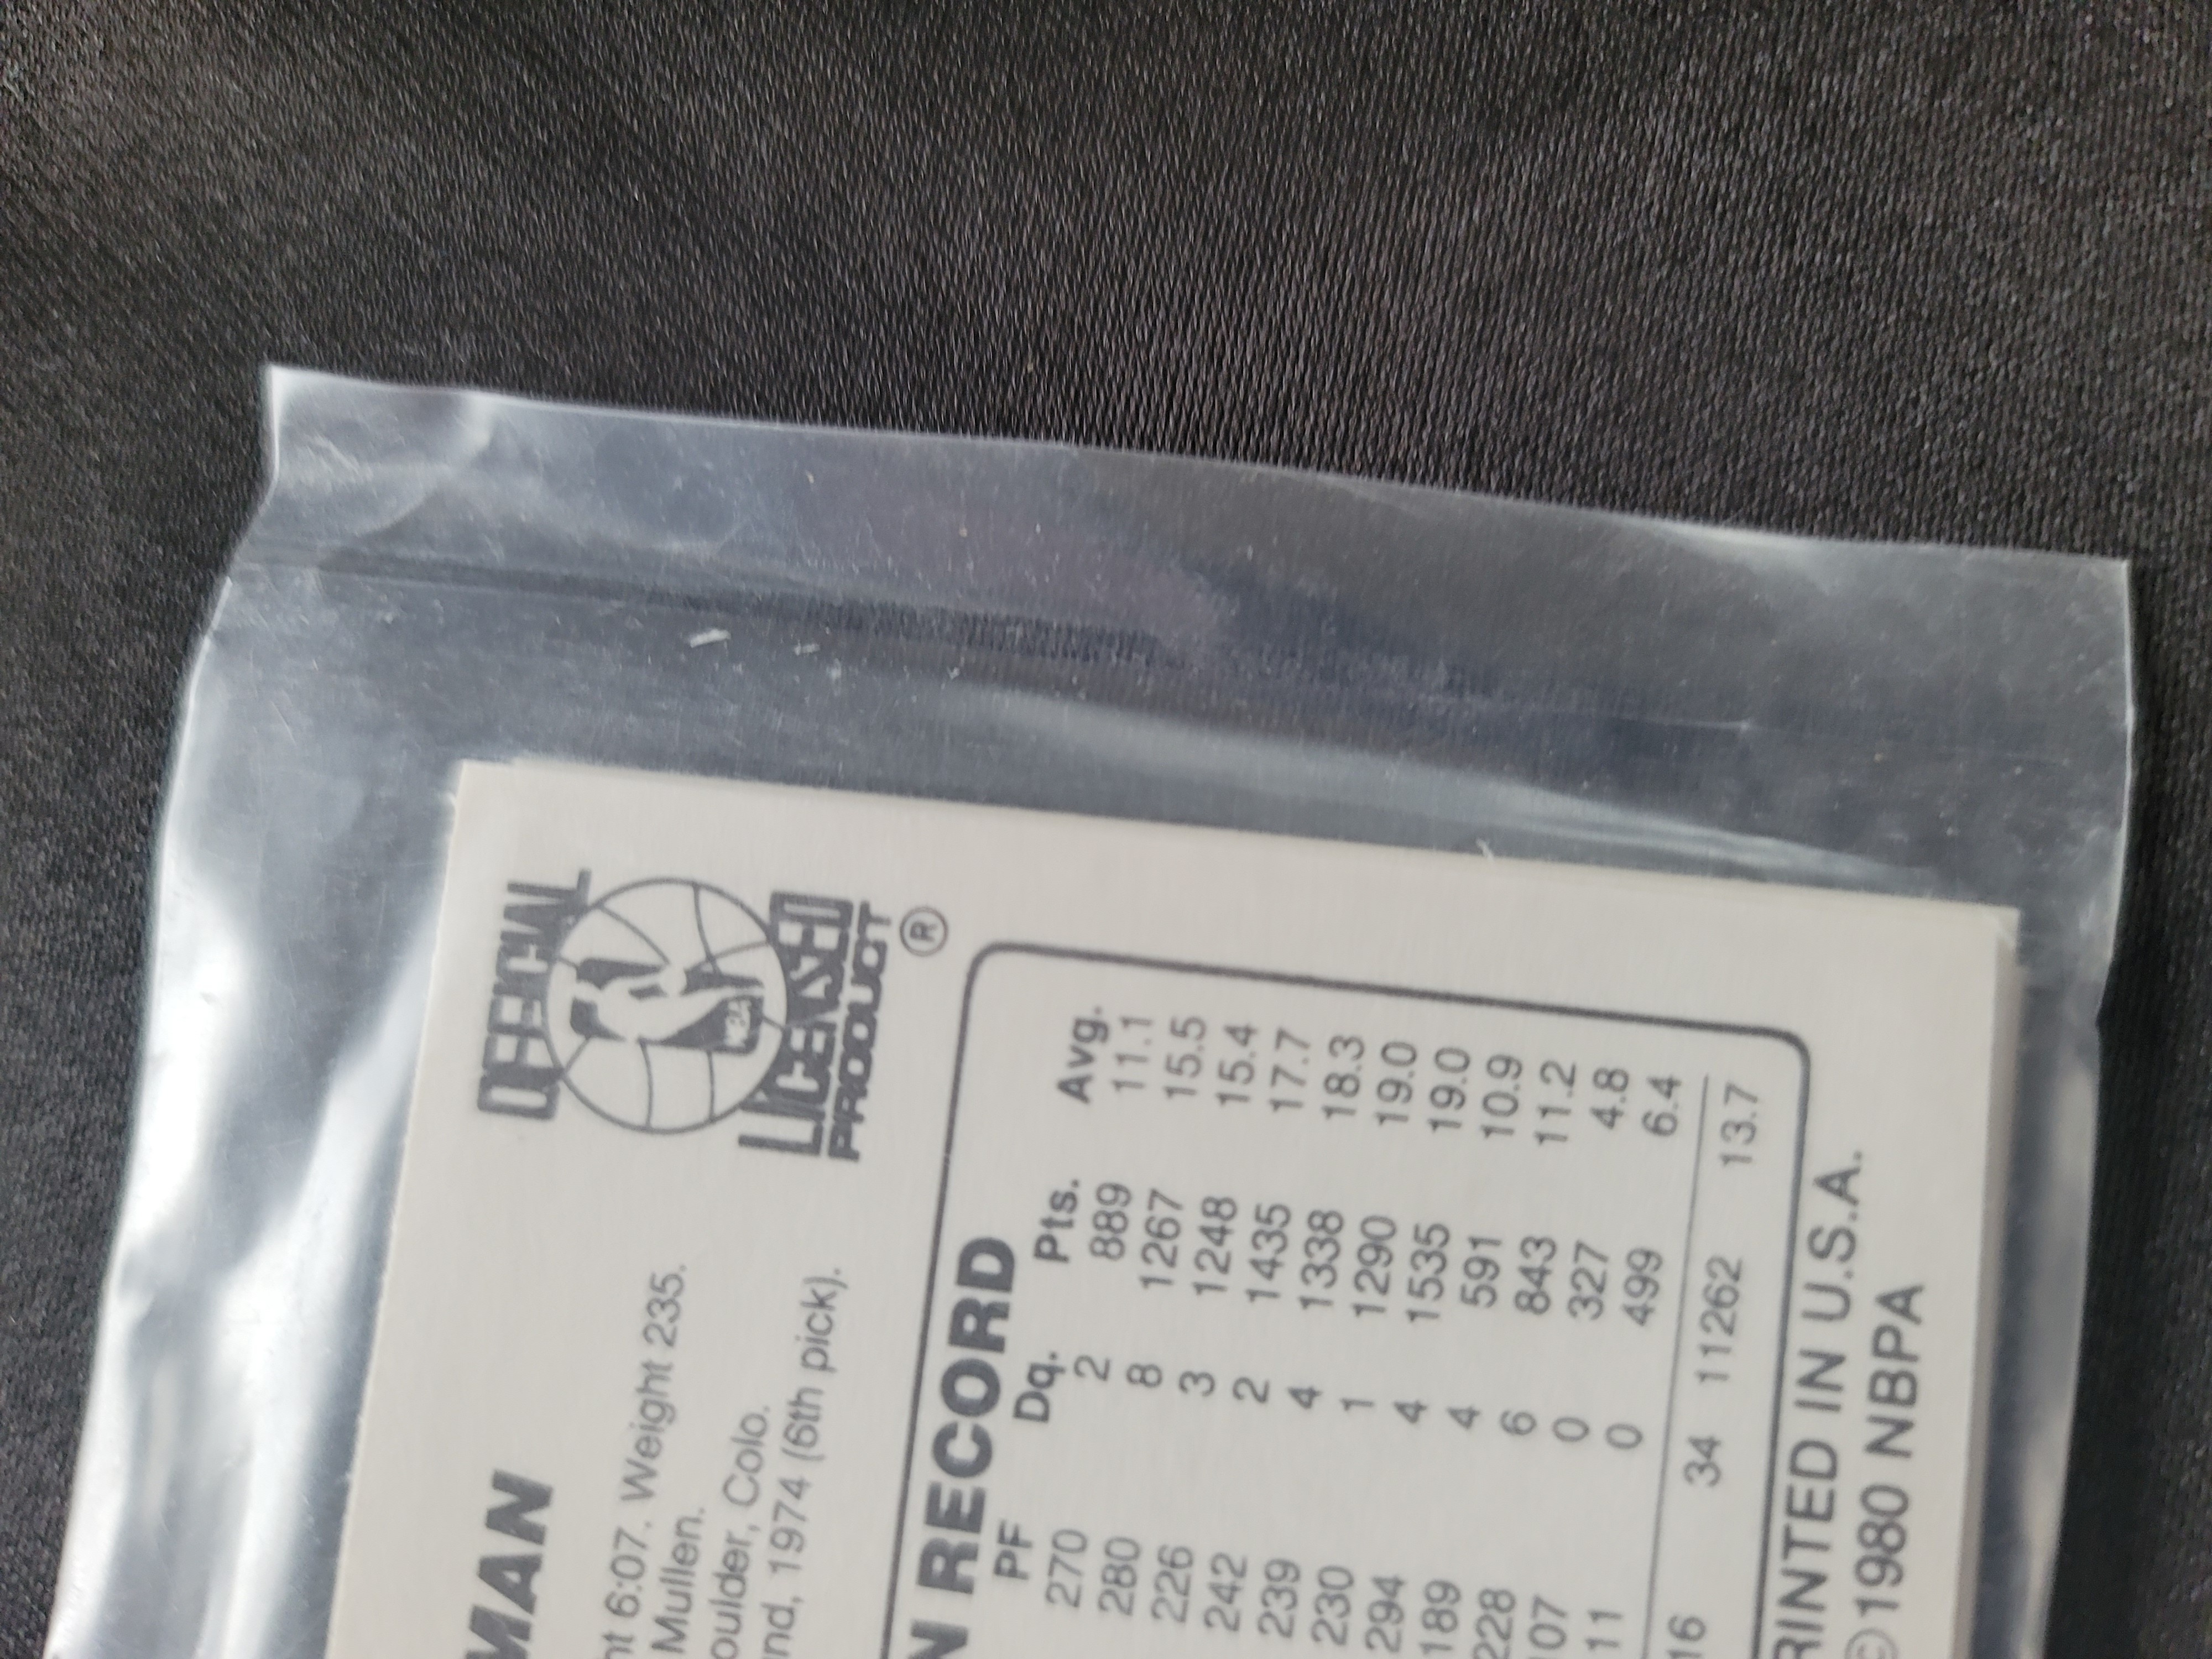 OFFICIAL
NBA
LICENSED
PRODUCT
®
MAN
ht 6:07. Weight 235.
Mullen.
oulder, Colo.
and, 1974 (6th pick).
N RECORD
PF Dq. Pts. Avg.
270 2 889 11.1
280 8 1267 15.5
226 3 1248 15.4
242 2 1435 17.7
239 4 1338 18.3
230 1 1290 19.0
294 4 1535 19.0
189 4 591 10.9
228 6 843 11.2
107 0 327 4.8
11 0 499 6.4
16 34 11262 13.7
RINTED IN U.S.A.
©1980 NBPA